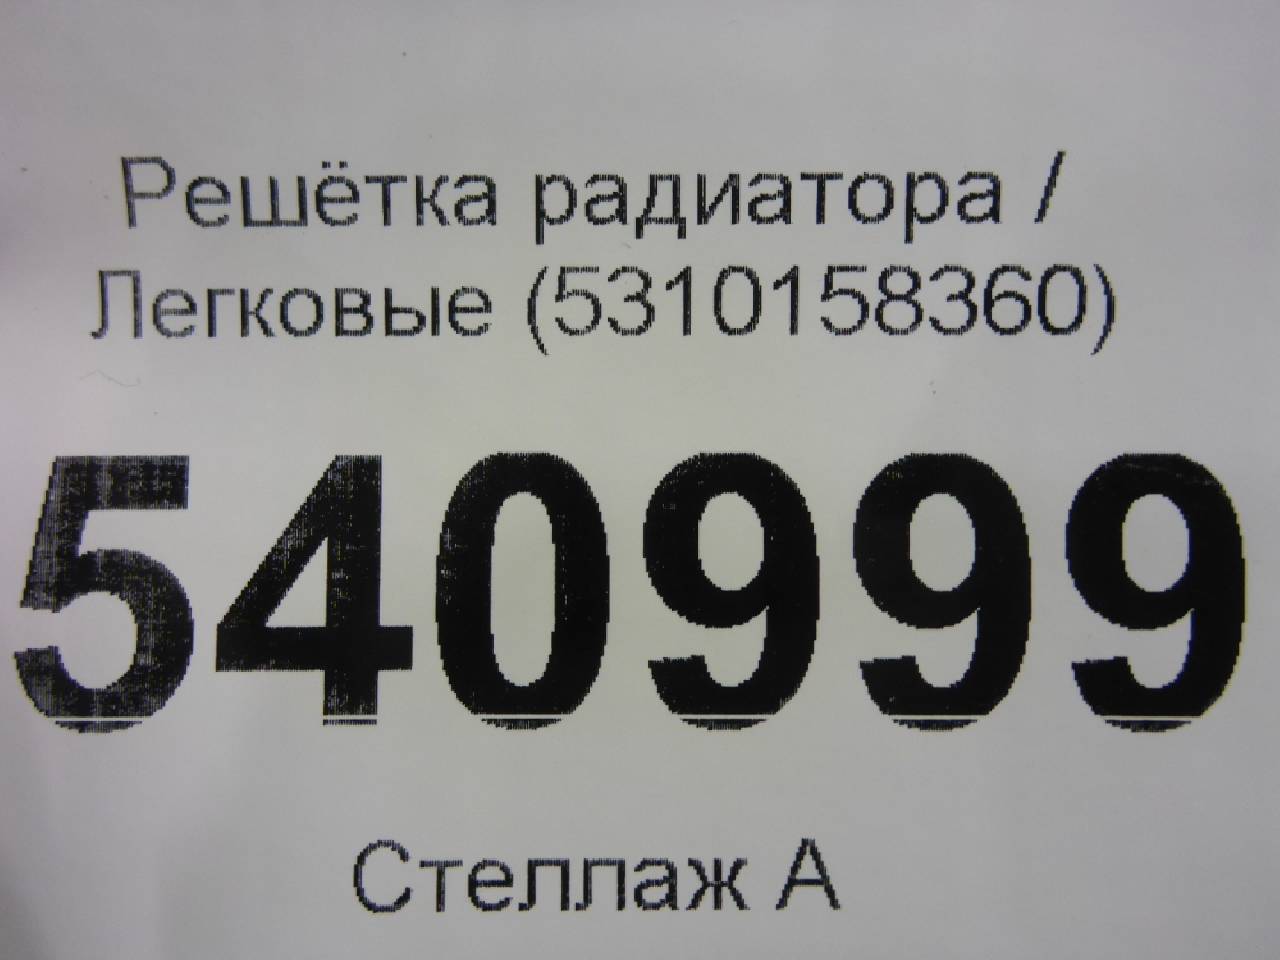 Решётка радиатора /
Легковые (5310158360)
540999
Стеллаж А